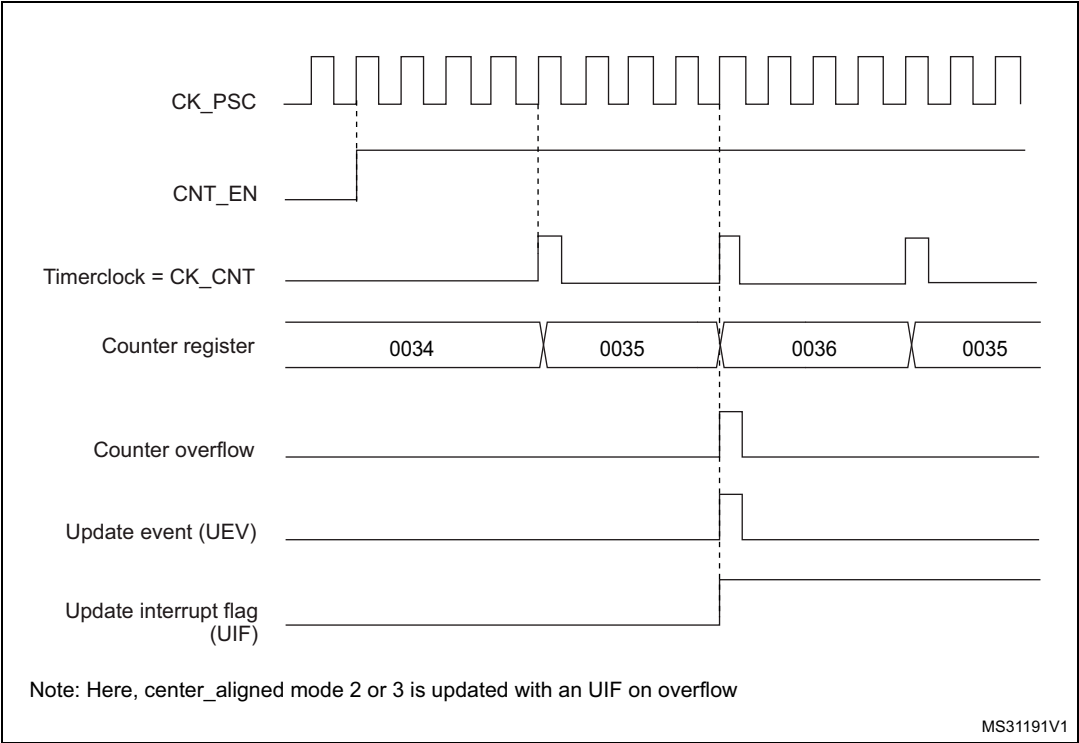 CK_PSC
CNT_EN
Timerclock = CK_CNT
Counter register
0034
0035
0036
0035
Counter overflow
Update event (UEV)
Update interrupt flag
(UIF)
Note: Here, center_aligned mode 2 or 3 is updated with an UIF on overflow
MS31191V1